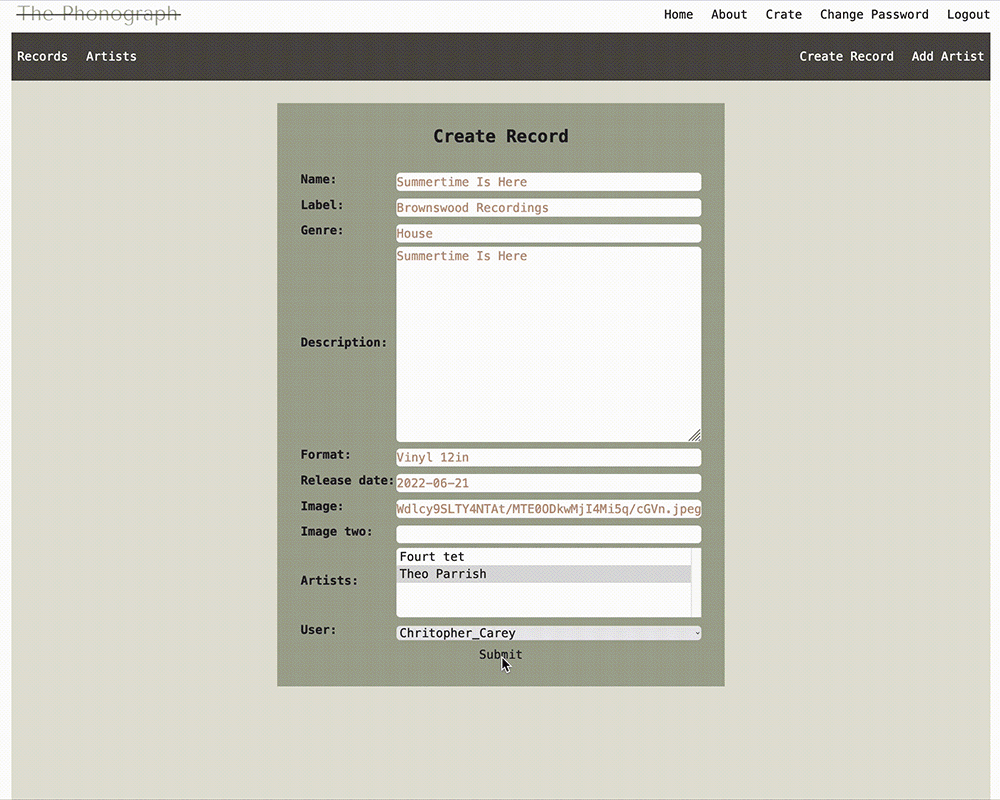 The Phonograph
Home About Crate Change Password Logout
Records Artists Create Record Add Artist
Create Record
Name: Summertime Is Here
Label: Brownswood Recordings
Genre: House
Description: Summertime Is Here
Format: Vinyl 12in
Release date: 2022-06-21
Image: Wdlcy9SLTY4NTAt/MTE0ODkwMjI4Mi5q/cGVn.jpeg
Image two:
Artists: Fourt tet
Theo Parrish
User: Chritopher_Carey
Submit